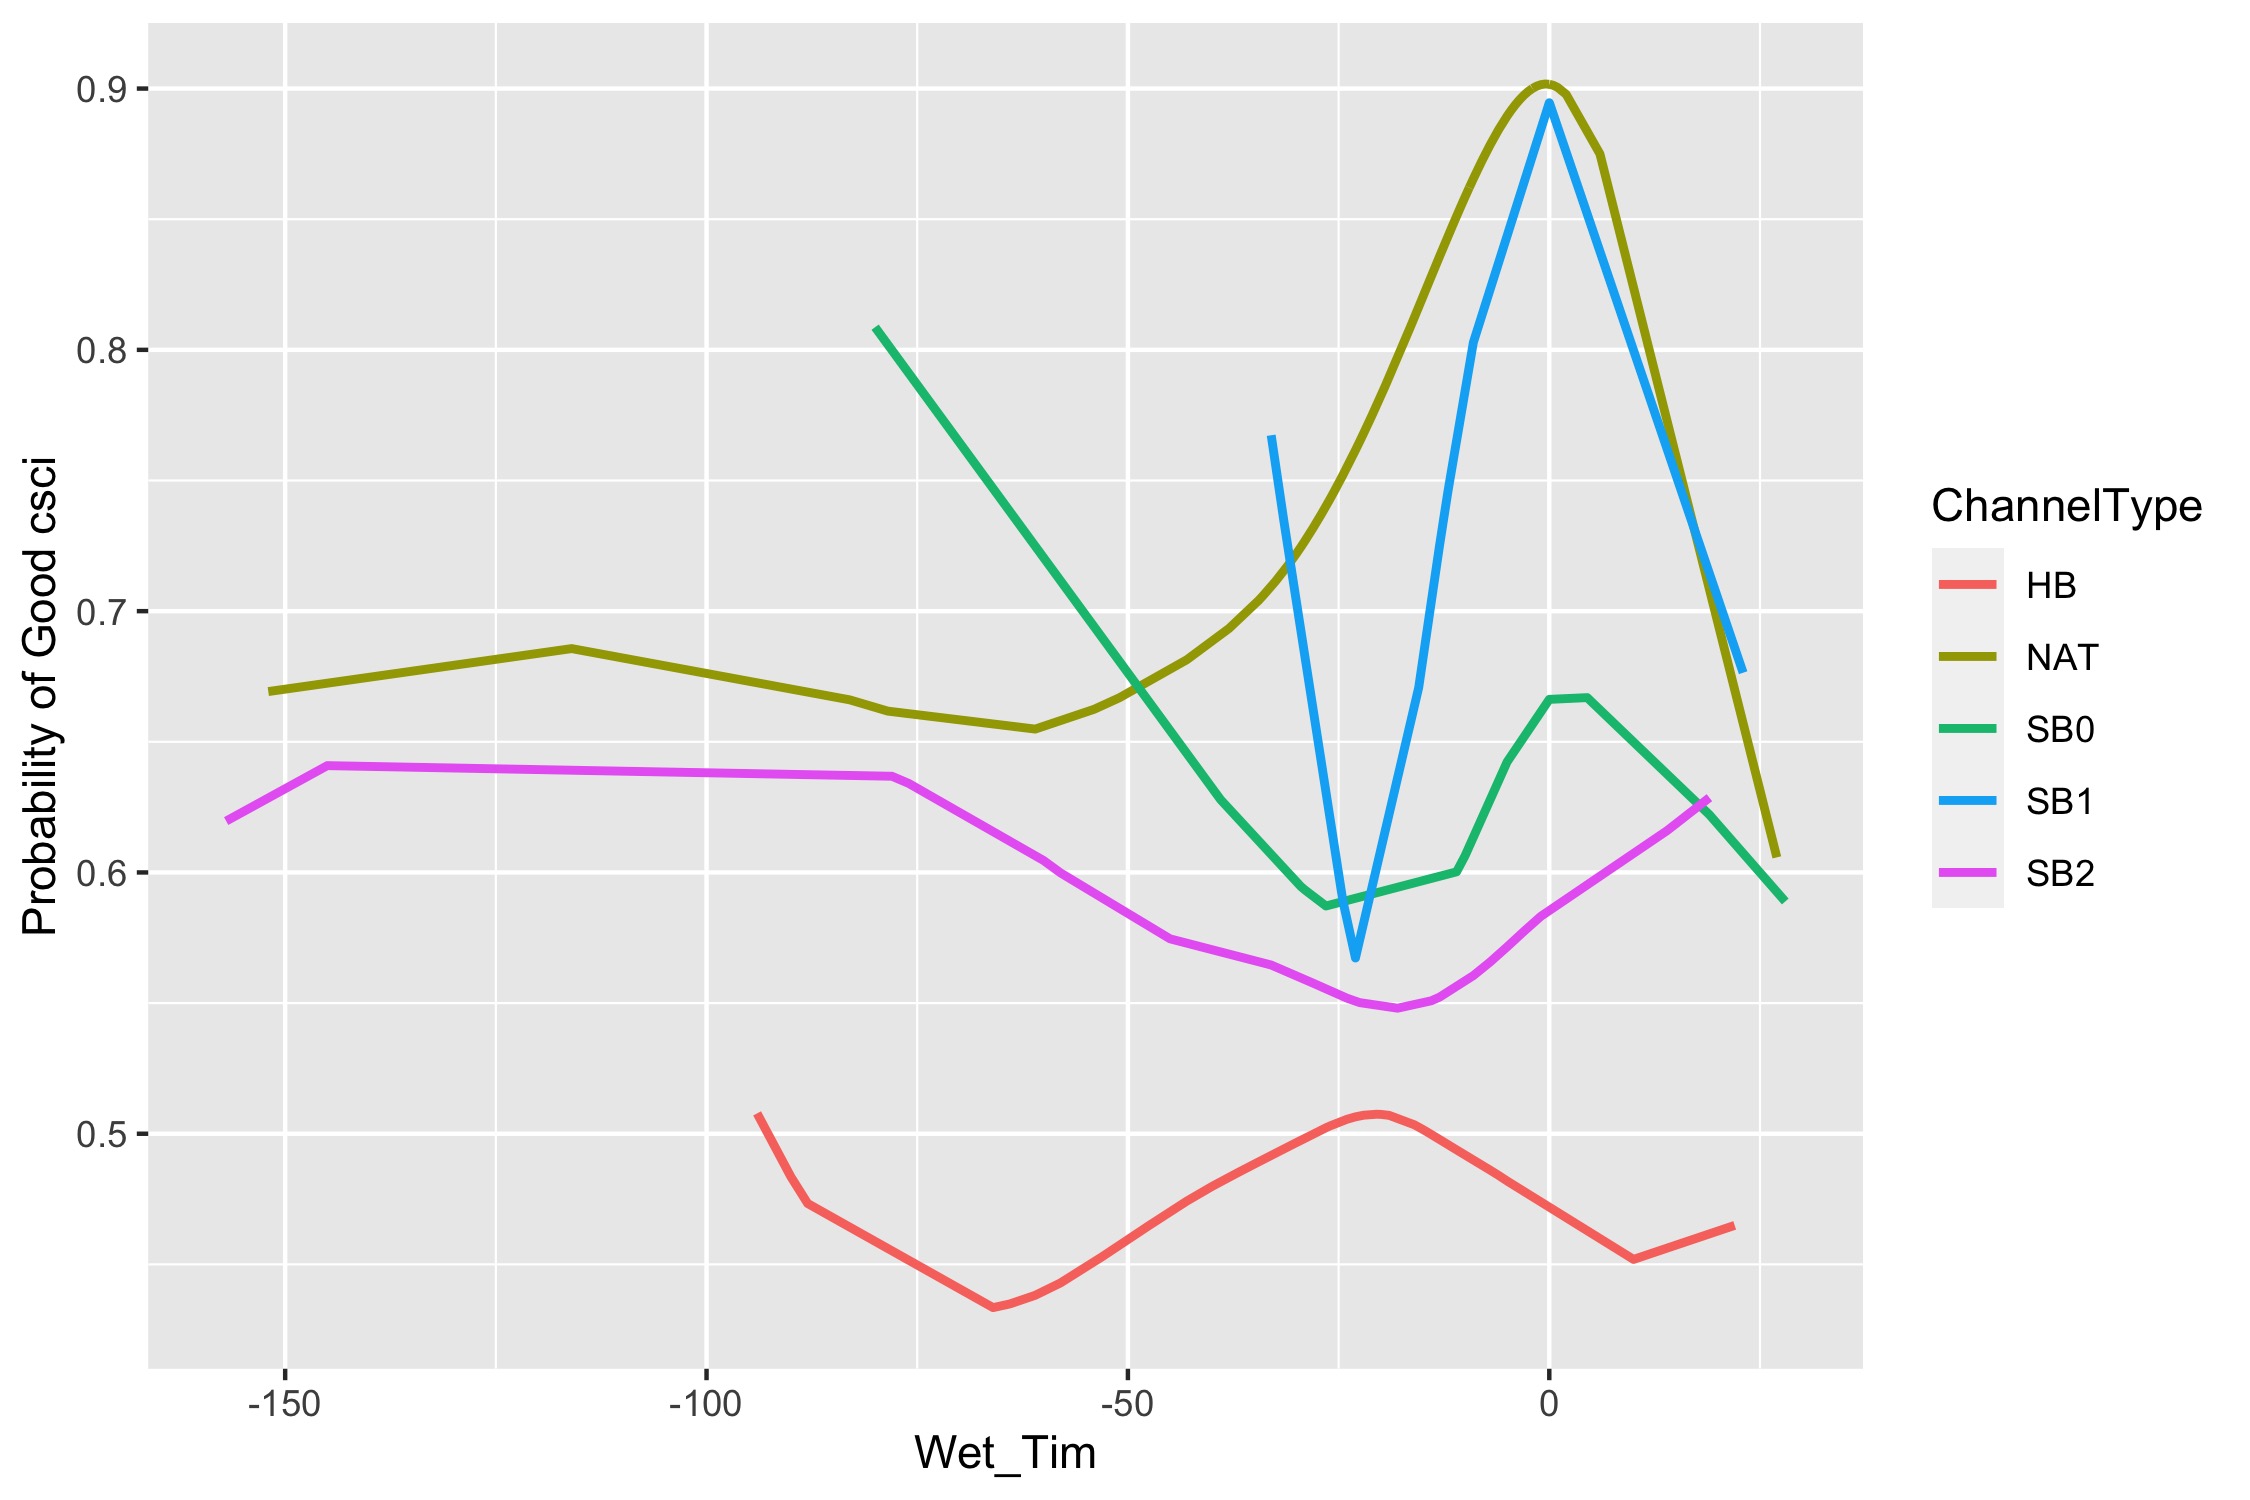 0.9
0.8
0.7
0.6
0.5
Probability of Good csci
-150 -100 -50 0
Wet_Tim
ChannelType
HB
NAT
SB0
SB1
SB2